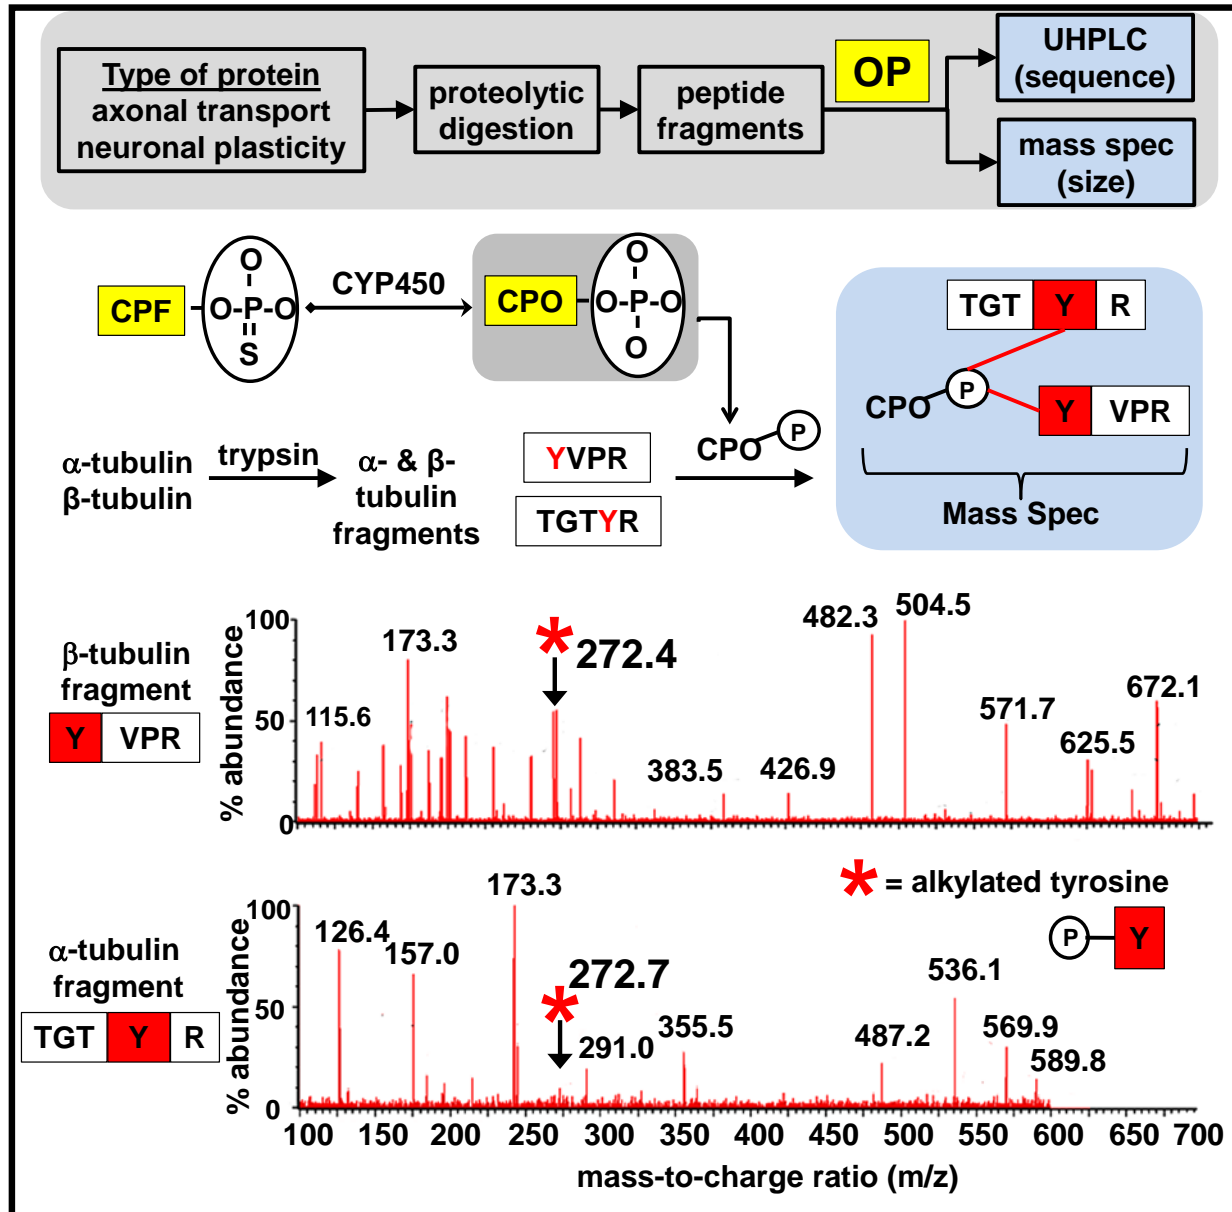 Type of protein
axonal transport
neuronal plasticity
proteolytic
digestion
peptide
fragments
OP
UHPLC
(sequence)
mass spec
(size)
CPF
O
O-P-O
S
CYP450
CPO
O
O-P-O
O
TGT Y R
CPO P
Y VPR
Mass Spec
α-tubulin
β-tubulin
trypsin
α- & β-
tubulin
fragments
YVPR
TGTYR
CPO P
β-tubulin
fragment
Y VPR
% abundance
100
50
0
115.6
173.3
* 272.4
383.5
426.9
482.3
504.5
571.7
625.5
672.1
* = alkylated tyrosine
P Y
α-tubulin
fragment
TGT Y R
% abundance
100
50
0
126.4
157.0
173.3
* 272.7
291.0
355.5
487.2
536.1
569.9
589.8
100 150 200 250 300 350 400 450 500 550 600 650 700
mass-to-charge ratio (m/z)